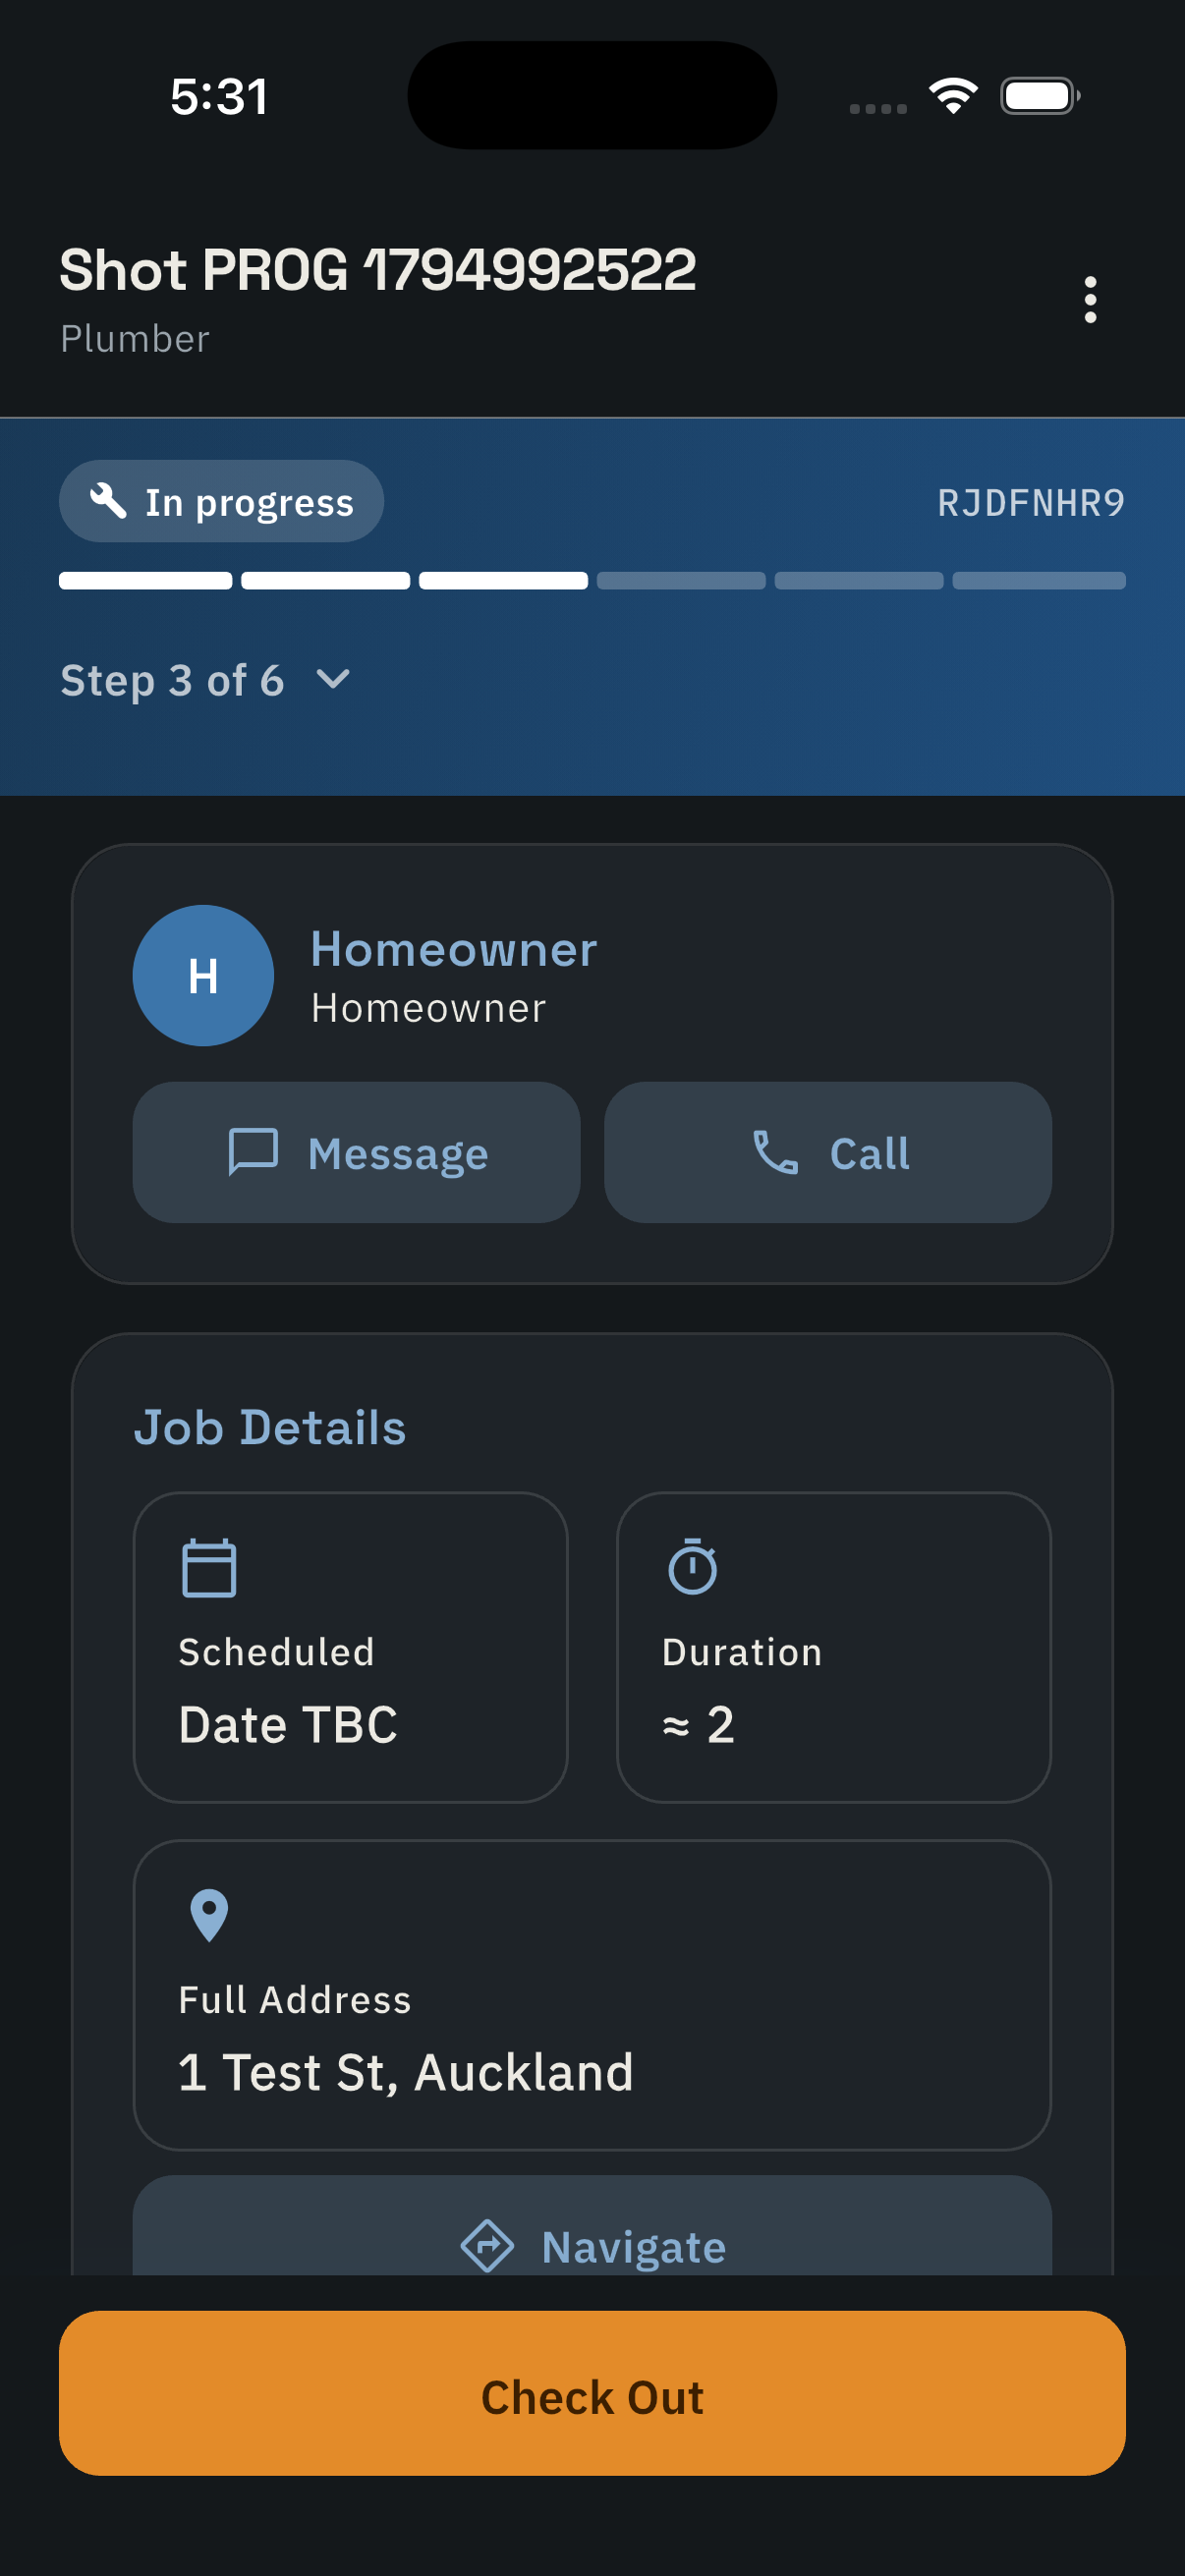 5:31
Shot PROG 1794992522
Plumber
In progress
RJDFNHR9
Step 3 of 6
H
Homeowner
Homeowner
Message
Call
Job Details
Scheduled
Date TBC
Duration
≈ 2
Full Address
1 Test St, Auckland
Navigate
Check Out